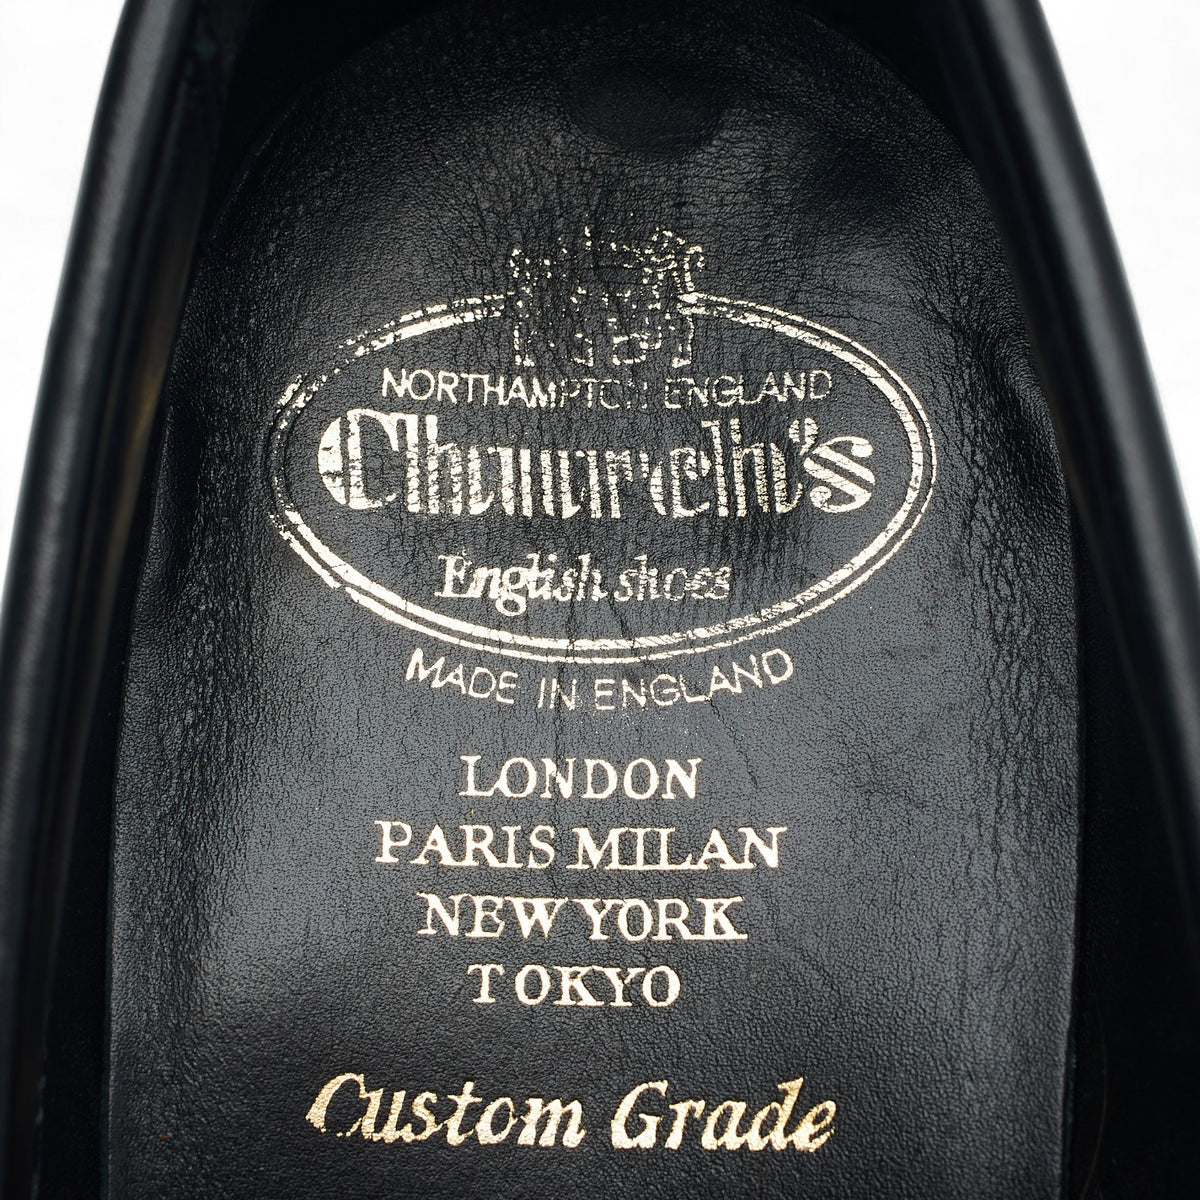 NORTHAMPTON ENGLAND
Church's
English shoes
MADE IN ENGLAND
LONDON
PARIS MILAN
NEW YORK
TOKYO
Custom Grade